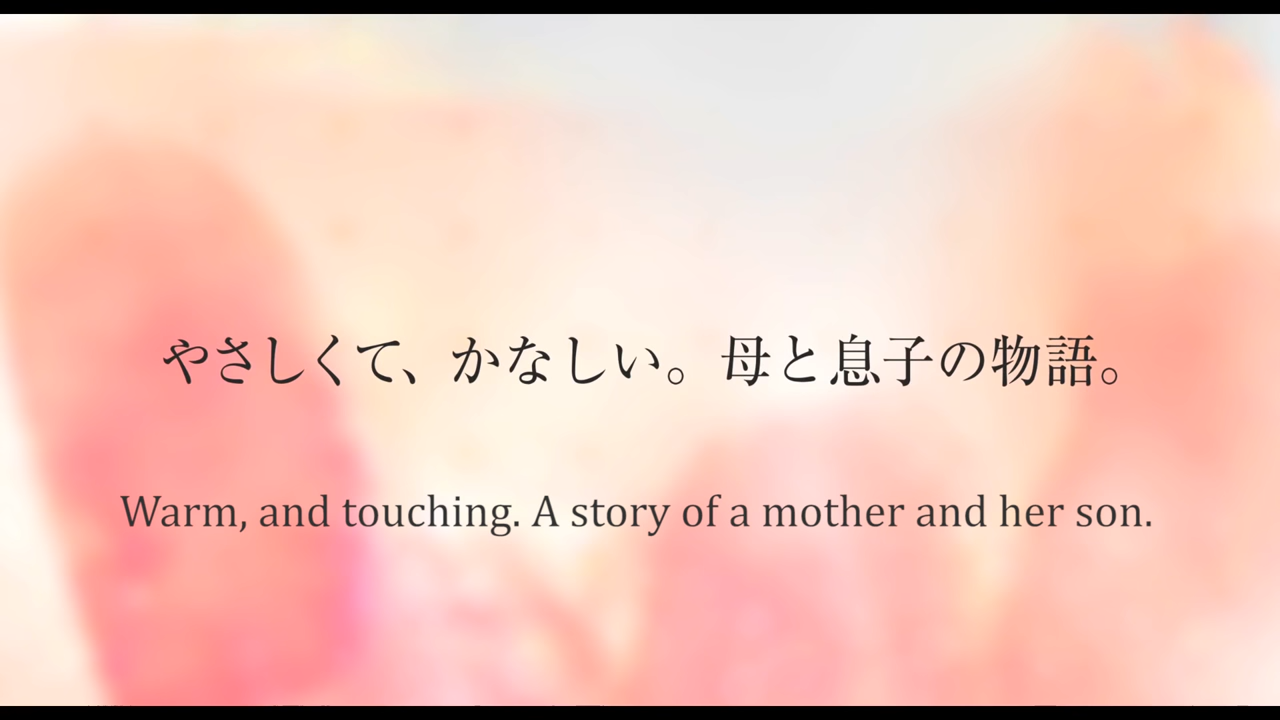 やさしくて、かなしい。母と息子の物語。
Warm, and touching. A story of a mother and her son.